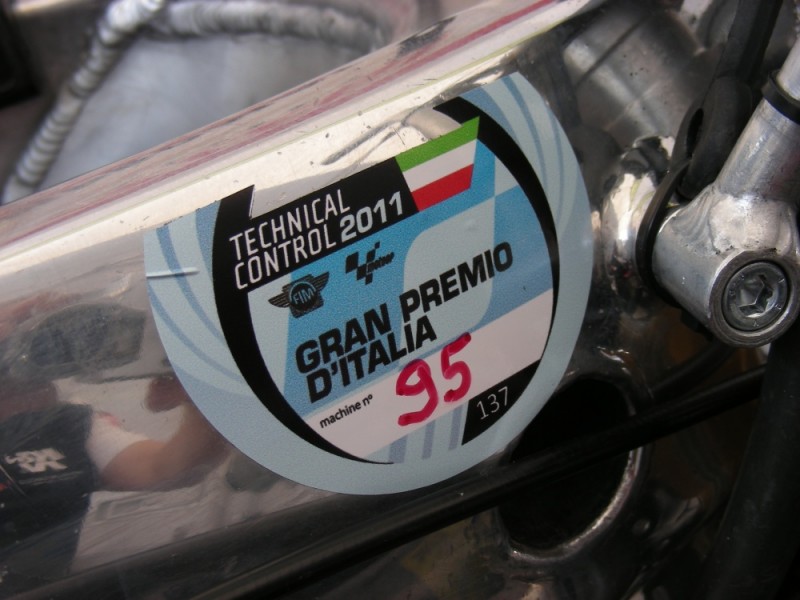 TECHNICAL
CONTROL 2011
FIM
GRAN PREMIO
D'ITALIA
machine nº 95
137